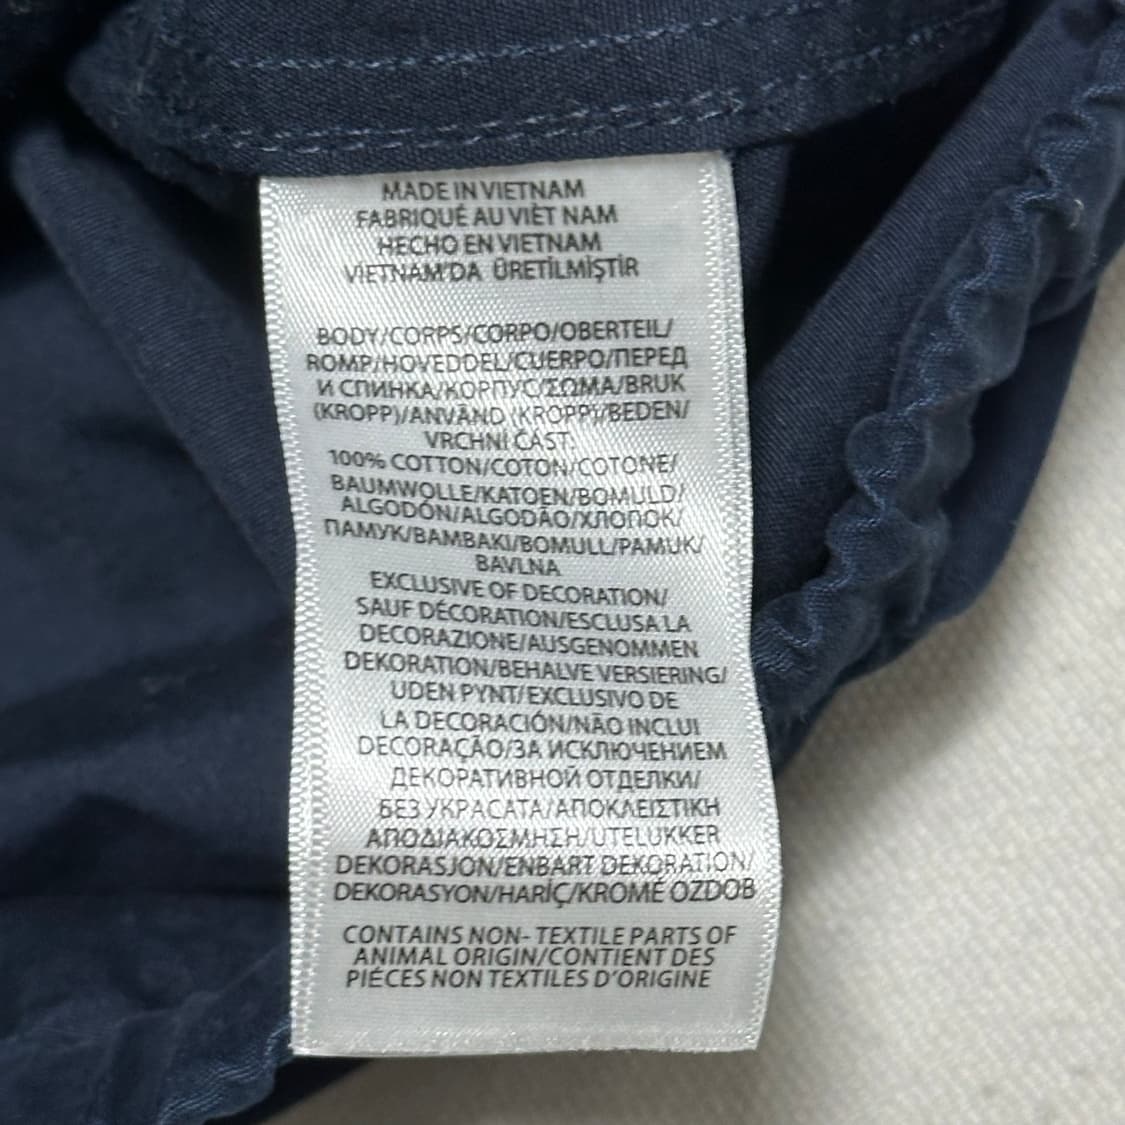 MADE IN VIETNAM
FABRIQUÉ AU VIÊT NAM
HECHO EN VIETNAM
VİETNAM'DA ÜRETİLMİŞTİR
BODY/CORPS/CORPO/OBERTEIL/
ROMP/HOVEDDEL/CUERPO/ПЕРЕД
И СПИНКА/КОРПУС/ΣΩΜΑ/BRUK
(KROPP)/ANVÄND (KROPP)/BEDEN/
VRCHNÍ ČÁST:
100% COTTON/COTON/COTONE/
BAUMWOLLE/KATOEN/BOMULD/
ALGODÓN/ALGODÃO/ХЛОПОК/
ПАМУК/BAMBAKI/BOMULL/PAMUK/
BAVLNA
EXCLUSIVE OF DECORATION/
SAUF DÉCORATION/ESCLUSA LA
DECORAZIONE/AUSGENOMMEN
DEKORATION/BEHALVE VERSIERING/
UDEN PYNT/EXCLUSIVO DE
LA DECORACIÓN/NÃO INCLUI
DECORAÇÃO/ЗА ИСКЛЮЧЕНИЕМ
ДЕКОРАТИВНОЙ ОТДЕЛКИ/
БЕЗ УКРАСАТА/ΑΠΟΚΛΕΙΣΤΙΚΗ
ΑΠΟΔΙΑΚΟΣΜΗΣΗ/UTELUKKER
DEKORASJON/ENBART DEKORATION/
DEKORASYON/HARİÇ/KROMĚ OZDOB
CONTAINS NON- TEXTILE PARTS OF
ANIMAL ORIGIN/CONTIENT DES
PIÈCES NON TEXTILES D'ORIGINE